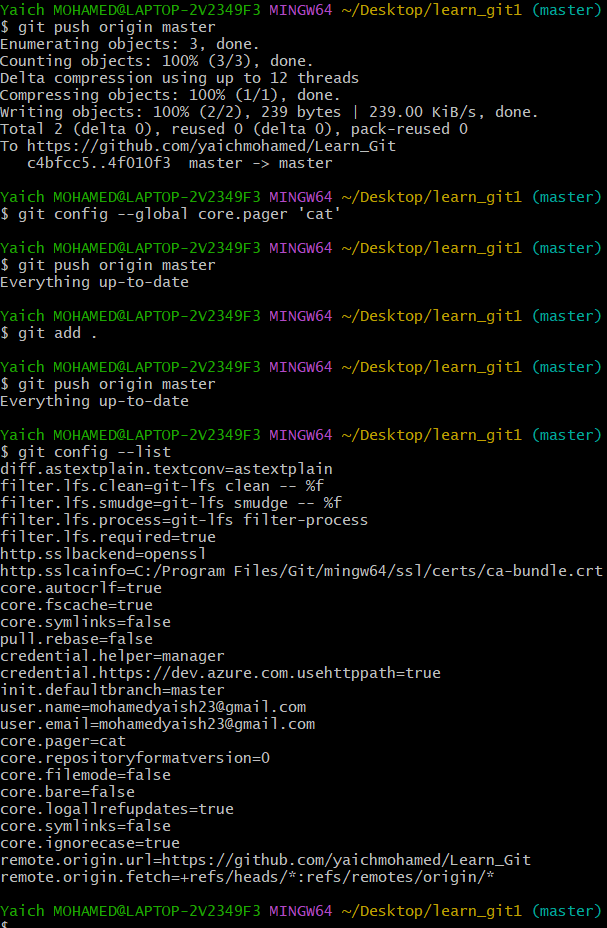 Yaich MOHAMED@LAPTOP-2V2349F3 MINGW64 ~/Desktop/learn_git1 (master)
$ git push origin master
Enumerating objects: 3, done.
Counting objects: 100% (3/3), done.
Delta compression using up to 12 threads
Compressing objects: 100% (1/1), done.
Writing objects: 100% (2/2), 239 bytes | 239.00 KiB/s, done.
Total 2 (delta 0), reused 0 (delta 0), pack-reused 0
To https://github.com/yaichmohamed/Learn_Git
   c4bfcc5..4f010f3  master -> master

Yaich MOHAMED@LAPTOP-2V2349F3 MINGW64 ~/Desktop/learn_git1 (master)
$ git config --global core.pager 'cat'

Yaich MOHAMED@LAPTOP-2V2349F3 MINGW64 ~/Desktop/learn_git1 (master)
$ git push origin master
Everything up-to-date

Yaich MOHAMED@LAPTOP-2V2349F3 MINGW64 ~/Desktop/learn_git1 (master)
$ git add .

Yaich MOHAMED@LAPTOP-2V2349F3 MINGW64 ~/Desktop/learn_git1 (master)
$ git push origin master
Everything up-to-date

Yaich MOHAMED@LAPTOP-2V2349F3 MINGW64 ~/Desktop/learn_git1 (master)
$ git config --list
diff.astextplain.textconv=astextplain
filter.lfs.clean=git-lfs clean -- %f
filter.lfs.smudge=git-lfs smudge -- %f
filter.lfs.process=git-lfs filter-process
filter.lfs.required=true
http.sslbackend=openssl
http.sslcainfo=C:/Program Files/Git/mingw64/ssl/certs/ca-bundle.crt
core.autocrlf=true
core.fscache=true
core.symlinks=false
pull.rebase=false
credential.helper=manager
credential.https://dev.azure.com.usehttppath=true
init.defaultbranch=master
user.name=mohamedyaish23@gmail.com
user.email=mohamedyaish23@gmail.com
core.pager=cat
core.repositoryformatversion=0
core.filemode=false
core.bare=false
core.logallrefupdates=true
core.symlinks=false
core.ignorecase=true
remote.origin.url=https://github.com/yaichmohamed/Learn_Git
remote.origin.fetch=+refs/heads/*:refs/remotes/origin/*

Yaich MOHAMED@LAPTOP-2V2349F3 MINGW64 ~/Desktop/learn_git1 (master)
$